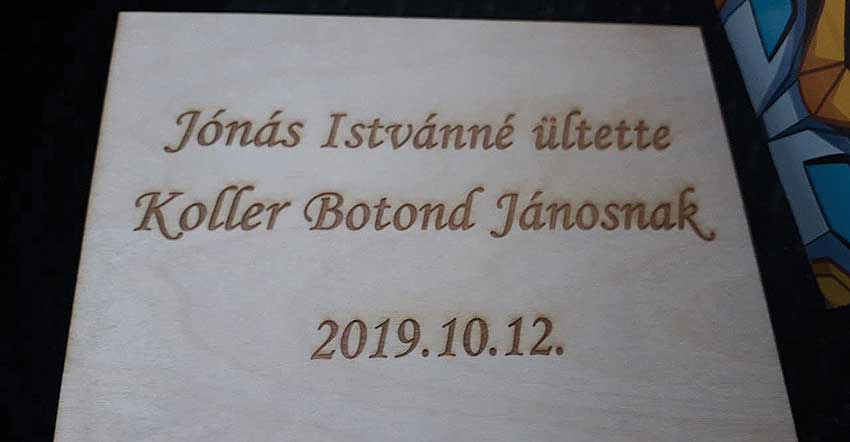 Jónás Istvánné ültette
Koller Botond Jánosnak
2019.10.12.